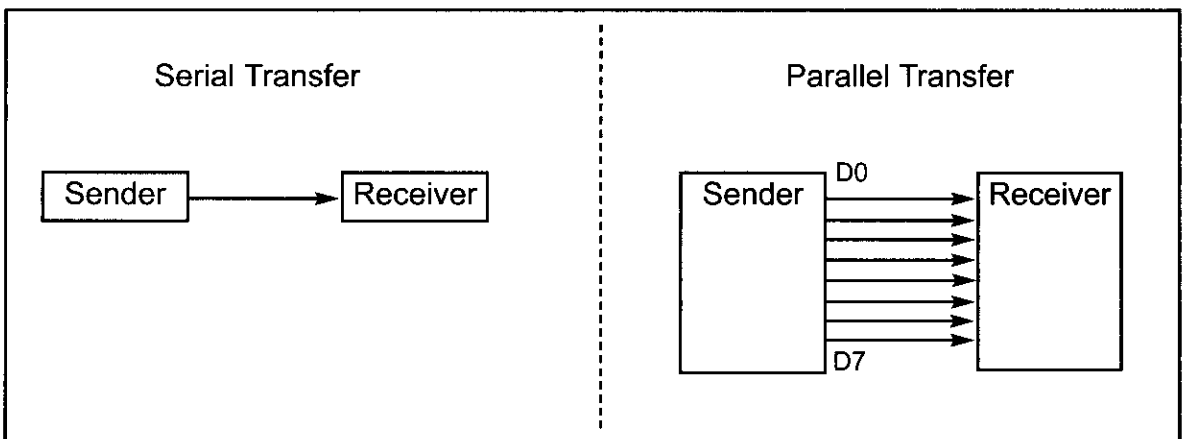 Serial Transfer
Sender
Receiver
Parallel Transfer
Sender
D0
Receiver
D7